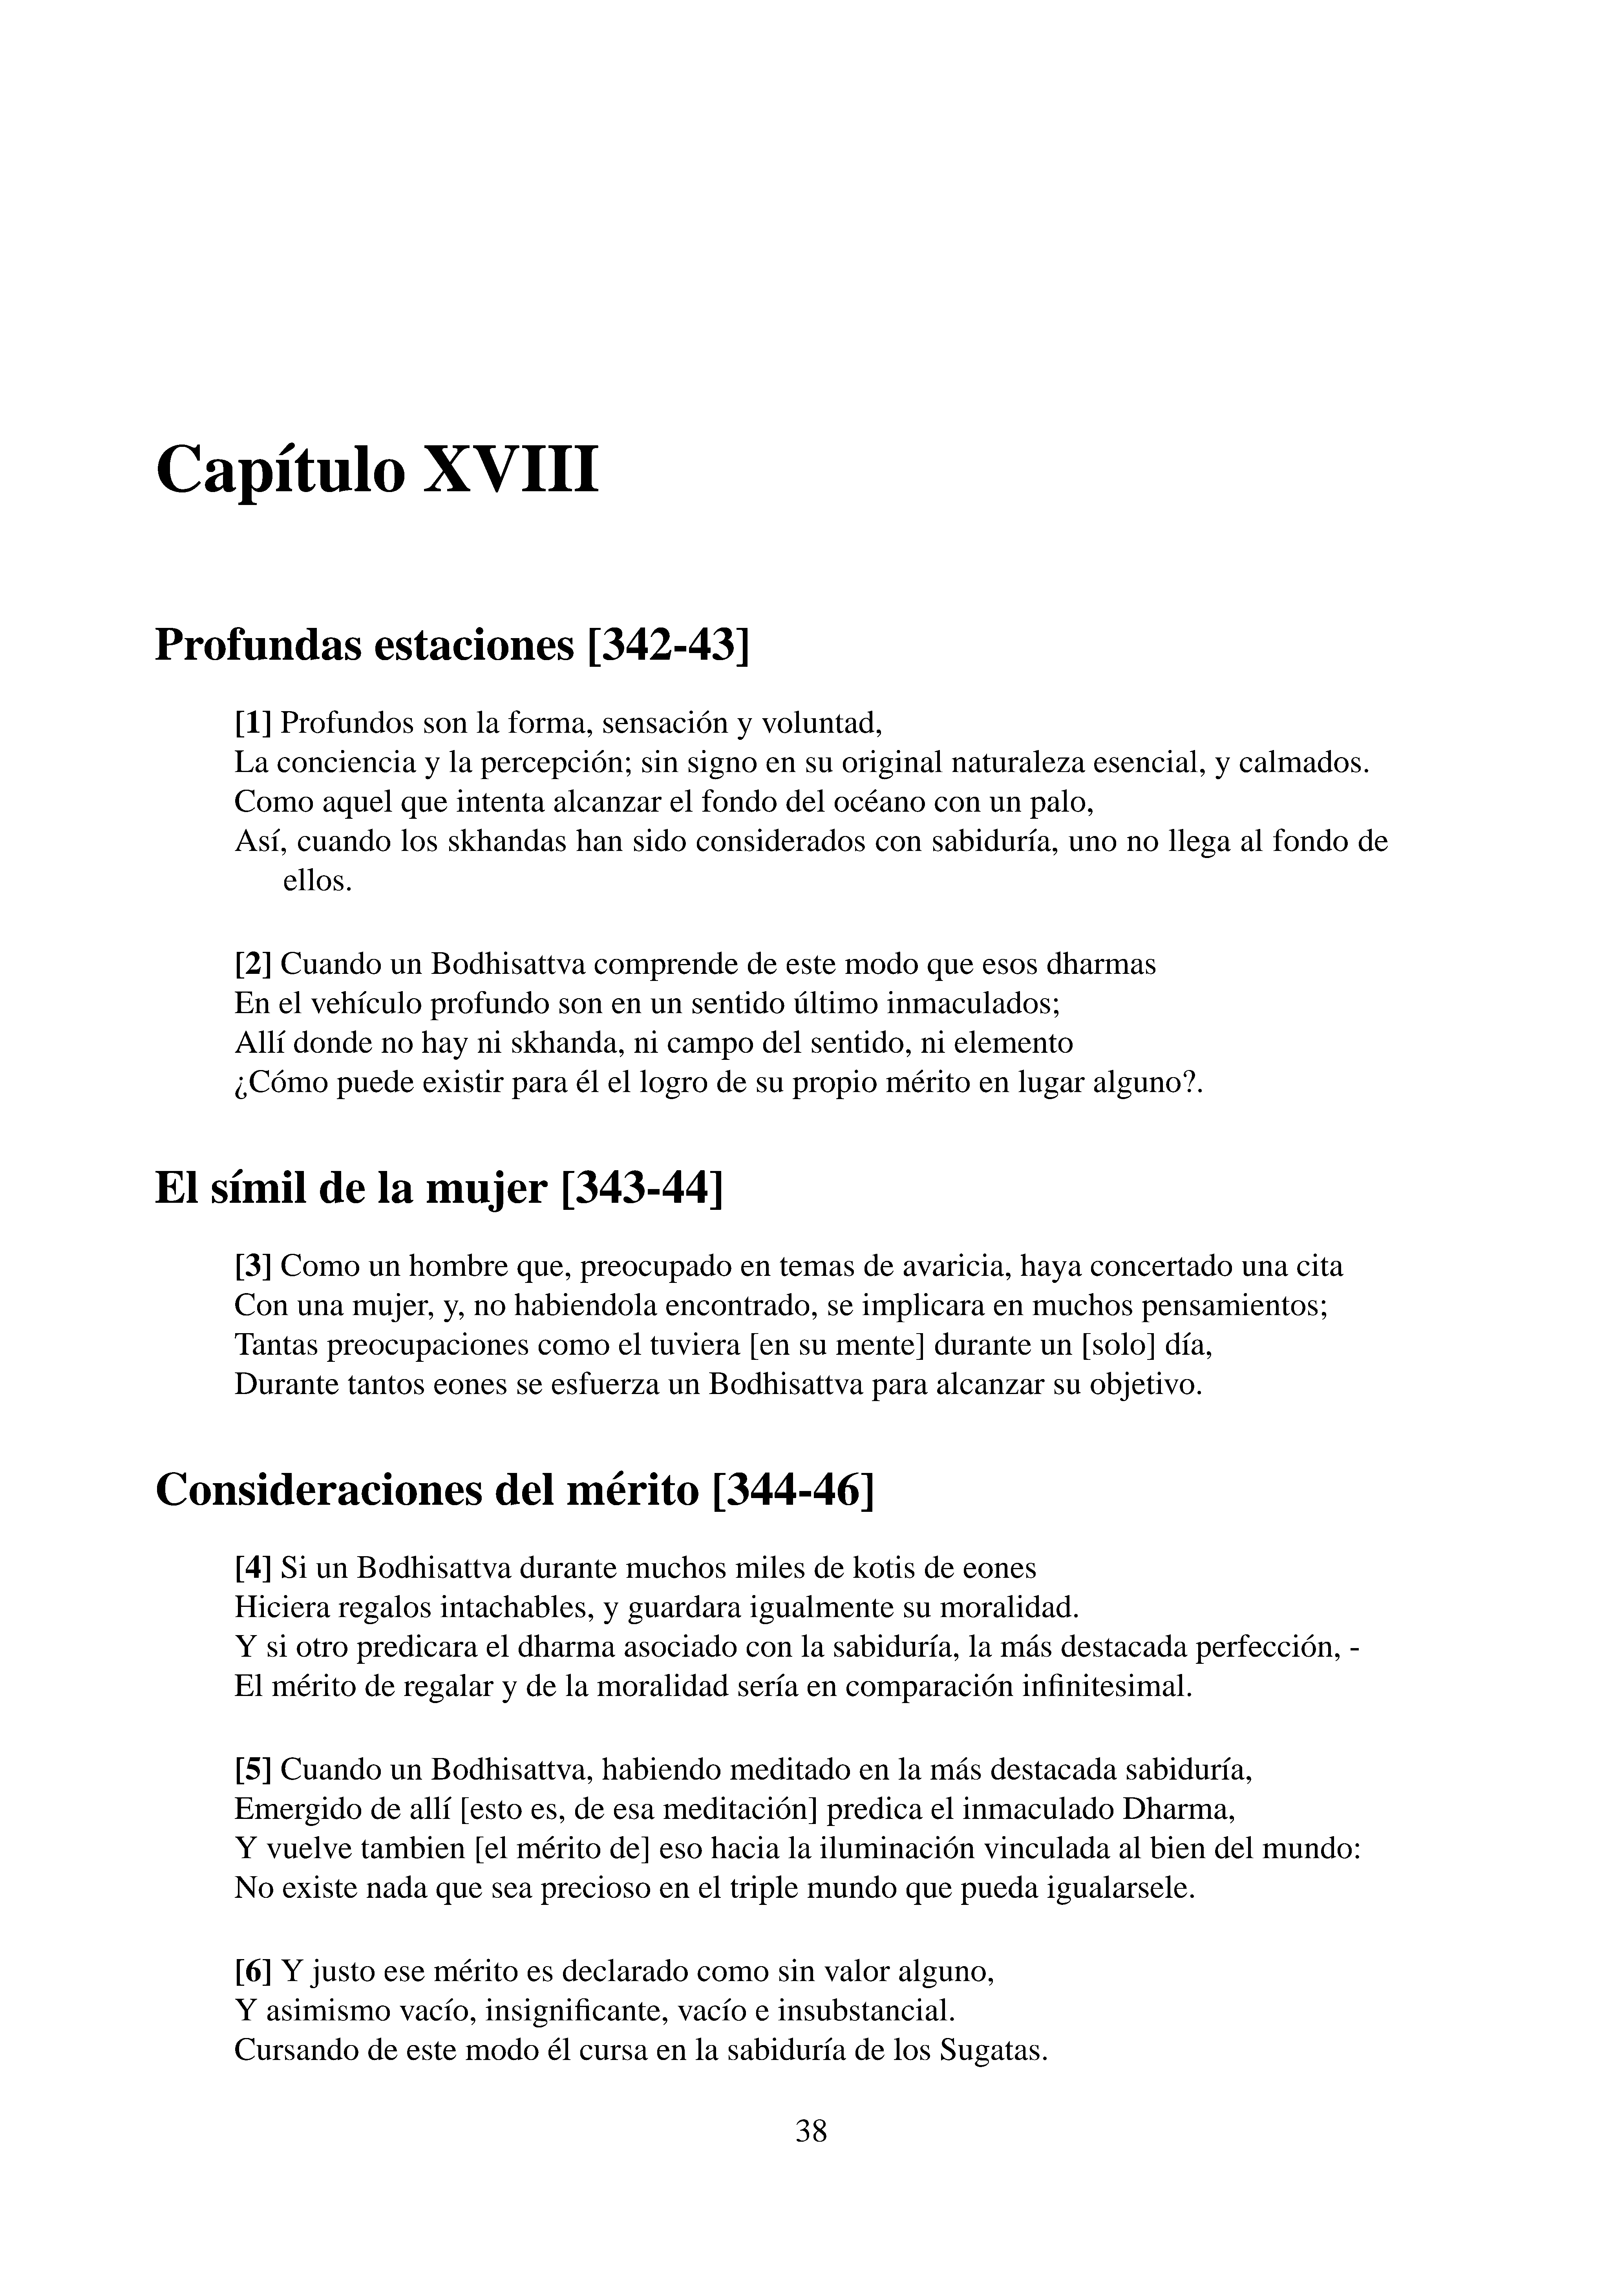 Capítulo XVIII
Profundas estaciones [342-43]
[1] Profundos son la forma, sensación y voluntad,
La conciencia y la percepción; sin signo en su original naturaleza esencial, y calmados.
Como aquel que intenta alcanzar el fondo del océano con un palo,
Así, cuando los skhandas han sido considerados con sabiduría, uno no llega al fondo de
ellos.
[2] Cuando un Bodhisattva comprende de este modo que esos dharmas
En el vehículo profundo son en un sentido último inmaculados;
Allí donde no hay ni skhanda, ni campo del sentido, ni elemento
¿Cómo puede existir para él el logro de su propio mérito en lugar alguno?.
El símil de la mujer [343-44]
[3] Como un hombre que, preocupado en temas de avaricia, haya concertado una cita
Con una mujer, y, no habiendola encontrado, se implicara en muchos pensamientos;
Tantas preocupaciones como el tuviera [en su mente] durante un [solo] día,
Durante tantos eones se esfuerza un Bodhisattva para alcanzar su objetivo.
Consideraciones del mérito [344-46]
[4] Si un Bodhisattva durante muchos miles de kotis de eones
Hiciera regalos intachables, y guardara igualmente su moralidad.
Y si otro predicara el dharma asociado con la sabiduría, la más destacada perfección, -
El mérito de regalar y de la moralidad sería en comparación infinitesimal.
[5] Cuando un Bodhisattva, habiendo meditado en la más destacada sabiduría,
Emergido de allí [esto es, de esa meditación] predica el inmaculado Dharma,
Y vuelve tambien [el mérito de] eso hacia la iluminación vinculada al bien del mundo:
No existe nada que sea precioso en el triple mundo que pueda igualarsele.
[6] Y justo ese mérito es declarado como sin valor alguno,
Y asimismo vacío, insignificante, vacío e insubstancial.
Cursando de este modo él cursa en la sabiduría de los Sugatas.
38